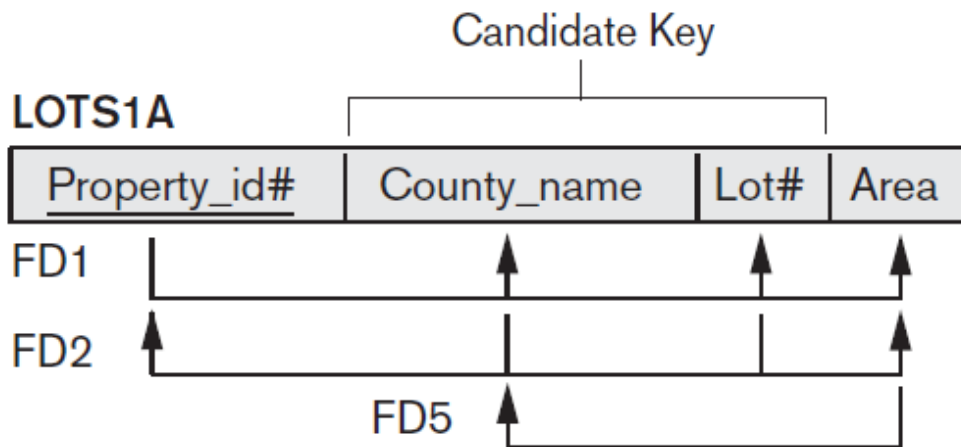 Candidate Key
LOTS1A
Property_id# County_name Lot# Area
FD1
FD2
FD5